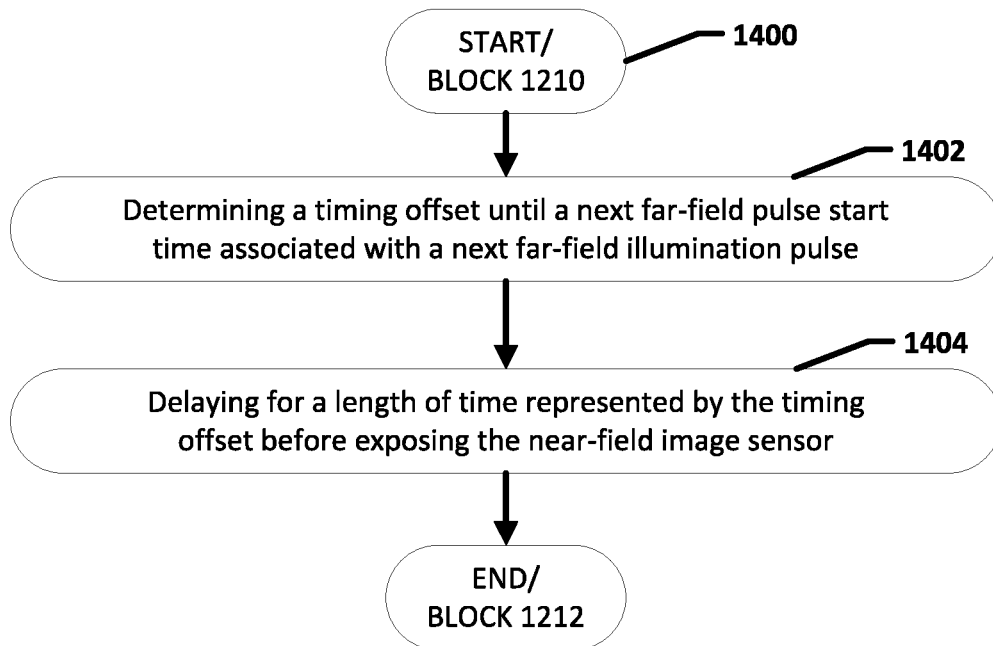 START/
BLOCK 1210
1400
1402
Determining a timing offset until a next far-field pulse start
time associated with a next far-field illumination pulse
1404
Delaying for a length of time represented by the timing
offset before exposing the near-field image sensor
END/
BLOCK 1212